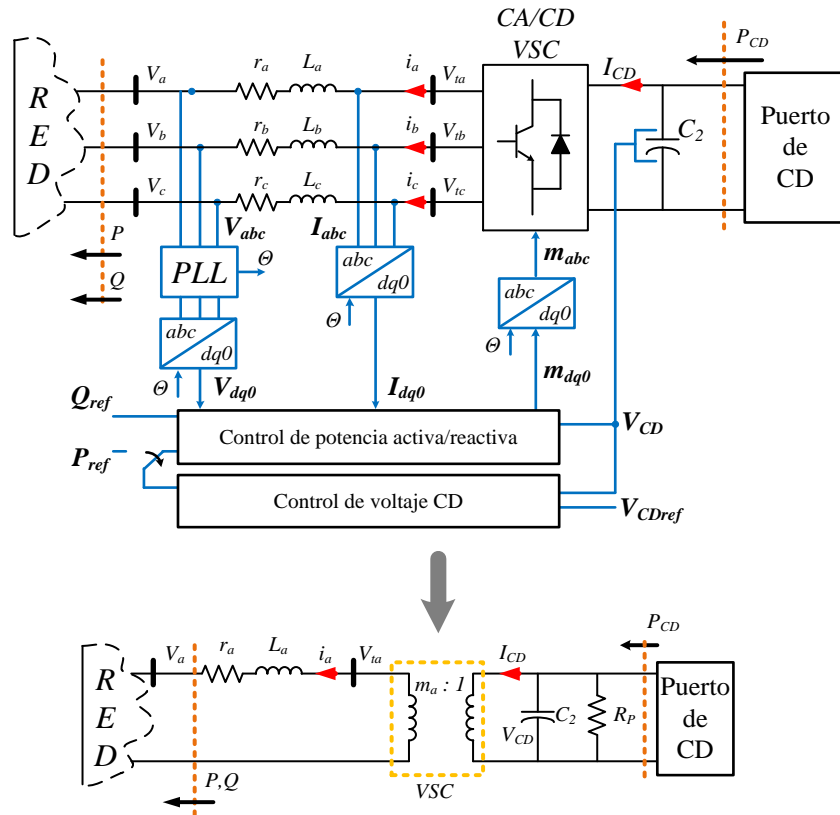 CA/CD
VSC
P_CD
V_a
r_a
L_a
i_a
V_ta
I_CD
R
E
D
V_b
r_b
L_b
i_b
V_tb
C_2
Puerto
de
CD
V_c
r_c
L_c
i_c
V_tc
P
V_abc
I_abc
m_abc
Q
PLL
Θ
abc
dq0
Θ
abc
dq0
Θ
abc
dq0
Θ
V_dq0
I_dq0
m_dq0
Q_ref
Control de potencia activa/reactiva
V_CD
P_ref
Control de voltaje CD
V_CDref
V_a
r_a
L_a
i_a
V_ta
I_CD
P_CD
R
E
D
m_a : 1
C_2
V_CD
R_P
Puerto
de
CD
P,Q
VSC